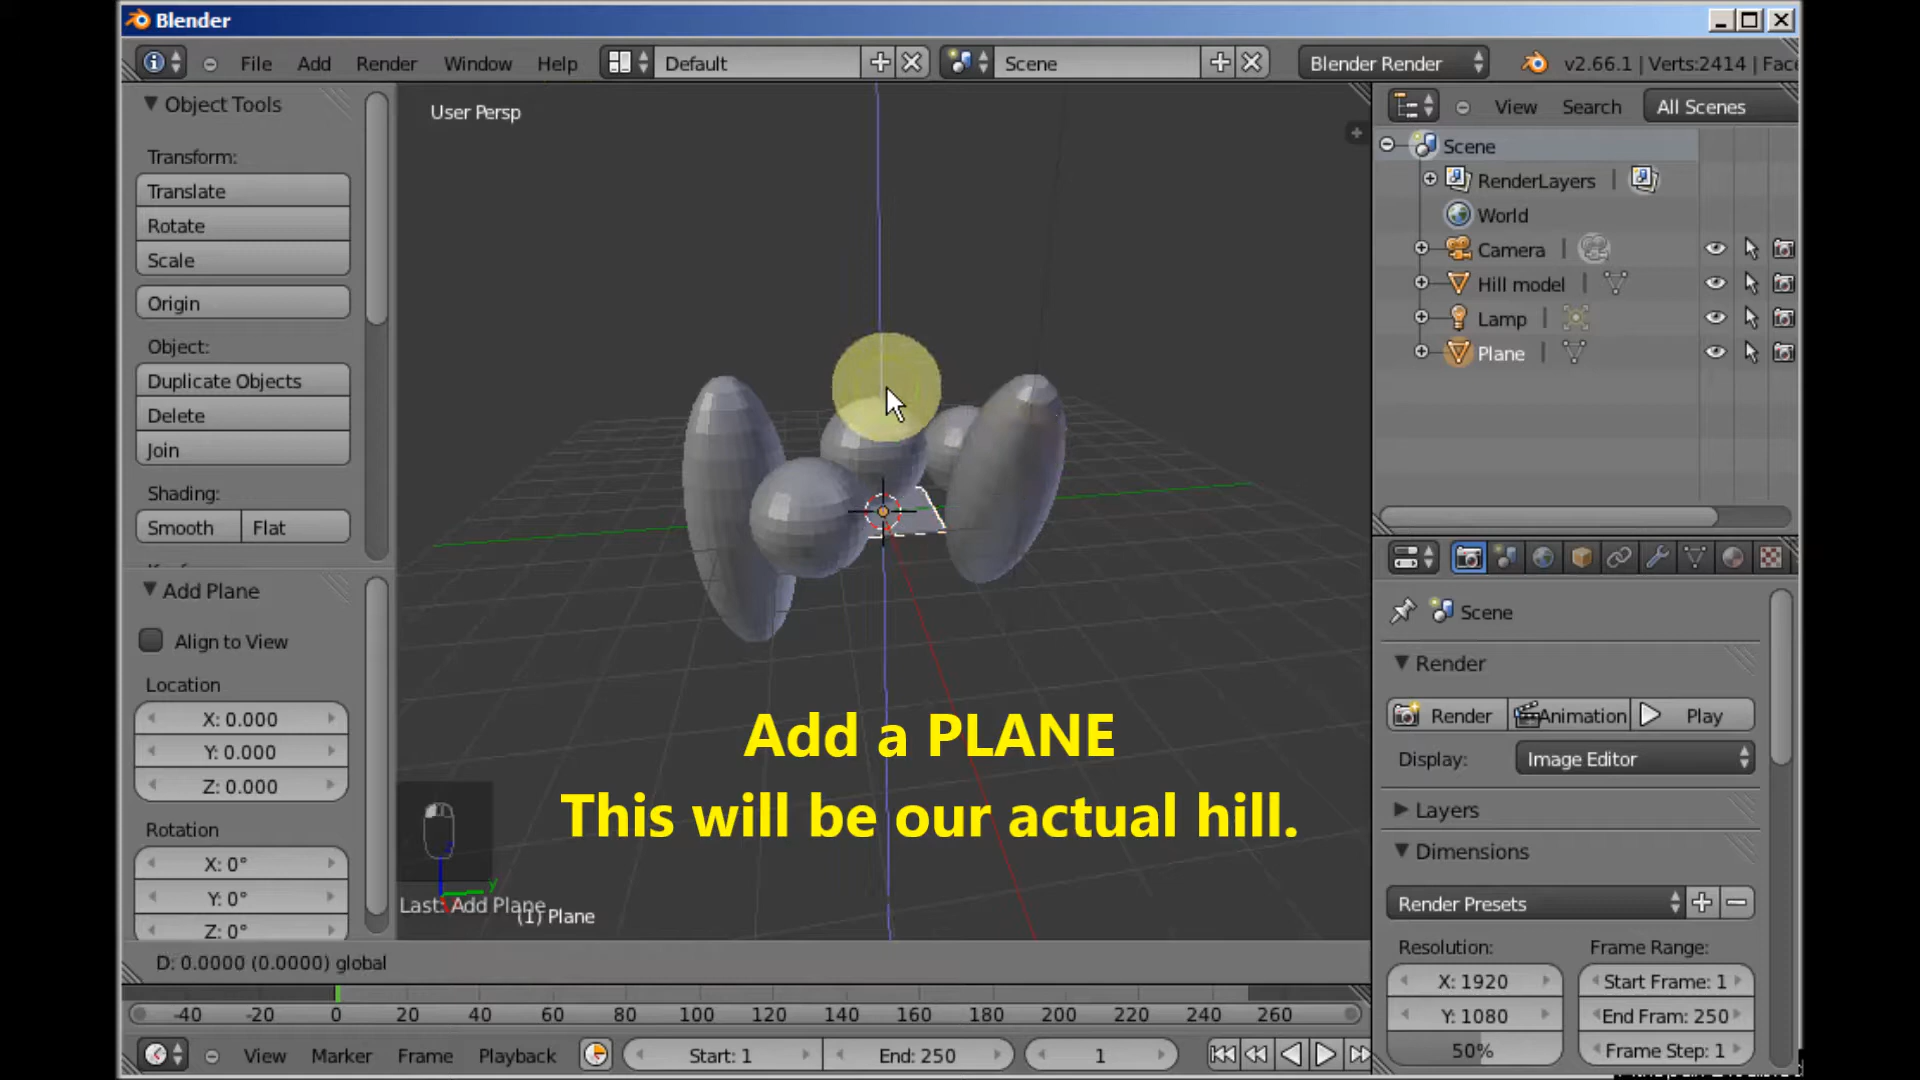 Blender
File Add Render Window Help Default Scene Blender Render v2.66.1 | Verts:2414 |
Object Tools
Transform:
Translate
Rotate
Scale
Origin
Object:
Duplicate Objects
Delete
Join
Shading:
Smooth Flat
Add Plane
Align to View
Location
X: 0.000
Y: 0.000
Z: 0.000
Rotation
X: 0°
Y: 0°
Z: 0°
User Persp
Add a PLANE
This will be our actual hill.
Last: Add Plane
(1) Plane
D: 0.0000 (0.0000) global
-40 -20 0 20 40 60 80 100 120 140 160 180 200 220 240 260
View Marker Frame Playback Start: 1 End: 250 1
View Search All Scenes
Scene
RenderLayers
World
Camera
Hill model
Lamp
Plane
Scene
Render
Render Animation Play
Display: Image Editor
Layers
Dimensions
Render Presets
Resolution: Frame Range:
X: 1920 Start Frame: 1
Y: 1080 End Fram: 250
50% Frame Step: 1